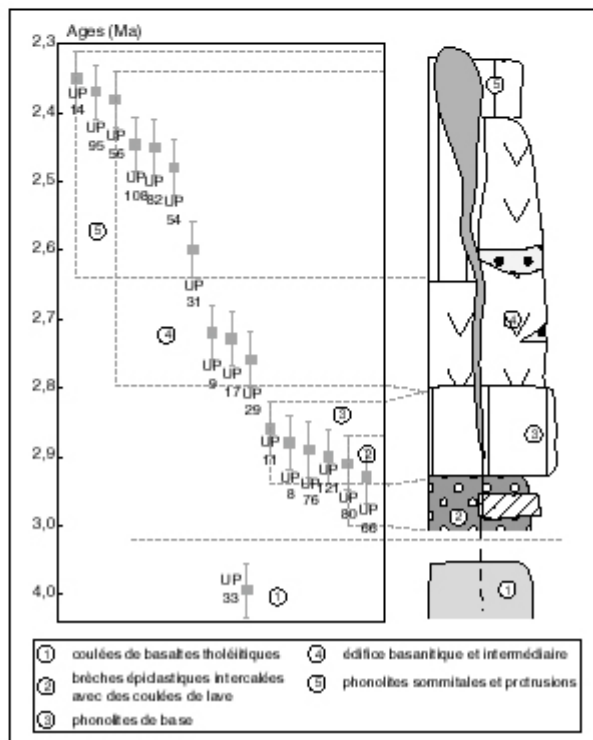 Ages (Ma)
2,3
2,4
2,5
2,6
2,7
2,8
2,9
3,0
4,0
UP
14
UP
95
UP
56
UP
108
UP
82
UP
54
UP
31
UP
9
UP
17
UP
29
UP
11
UP
8
UP
76
UP
121
UP
80
UP
66
UP
33
5
4
3
2
1
5
4
3
2
1
1 coulées de basaltes tholéiitiques
2 brèches épiclastiques intercalées
avec des coulées de lave
3 phonolites de base
4 édifice basanitique et intermédiaire
5 phonolites sommitales et protrusions